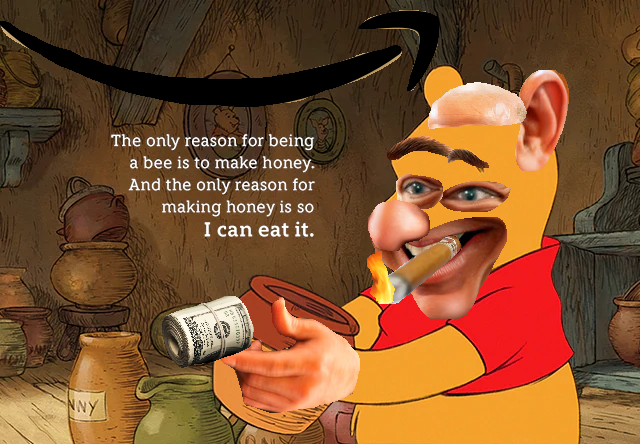 The only reason for being
a bee is to make honey.
And the only reason for
making honey is so
I can eat it.
NNY